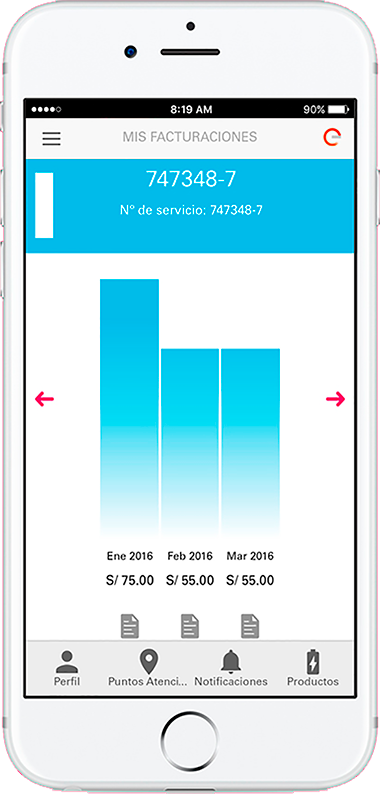 8:19 AM
90%
MIS FACTURACIONES
747348-7
N° de servicio: 747348-7
Ene 2016 Feb 2016 Mar 2016
S/ 75.00 S/ 55.00 S/ 55.00
Perfil Puntos Atenci... Notificaciones Productos